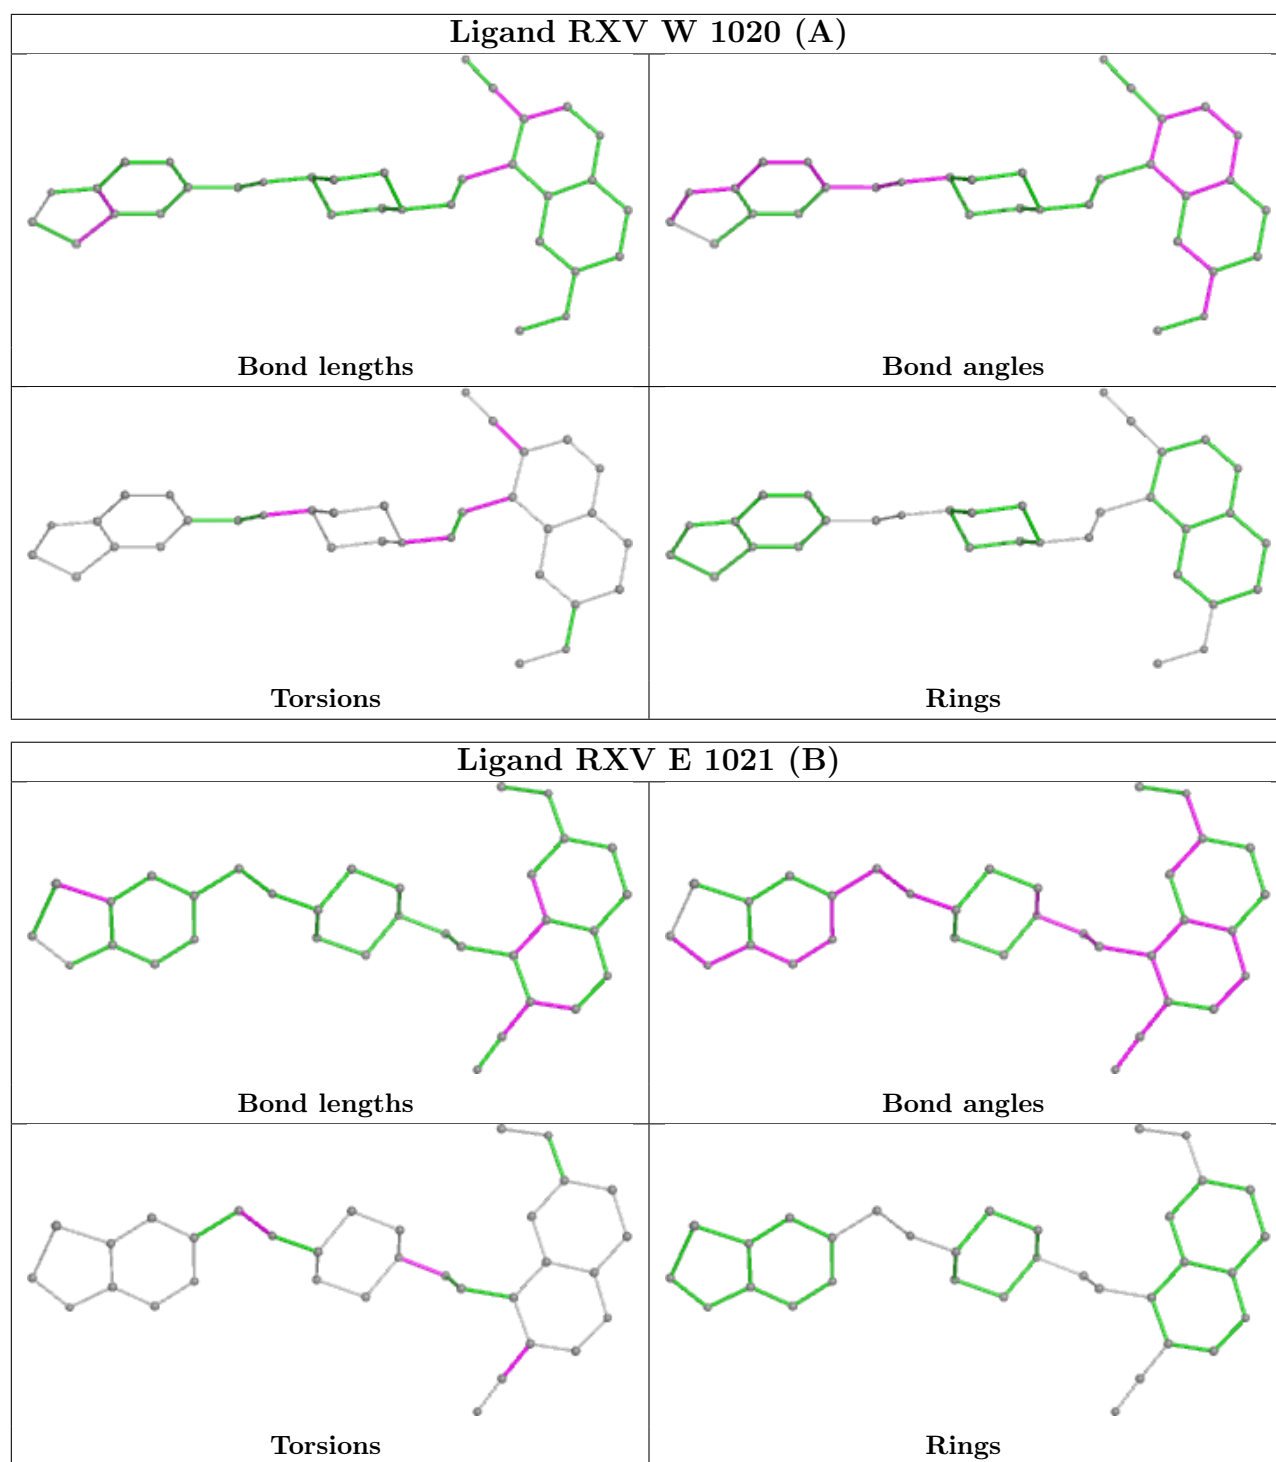 Ligand RXV W 1020 (A)
Bond lengths
Bond angles
Torsions
Rings
Ligand RXV E 1021 (B)
Bond lengths
Bond angles
Torsions
Rings